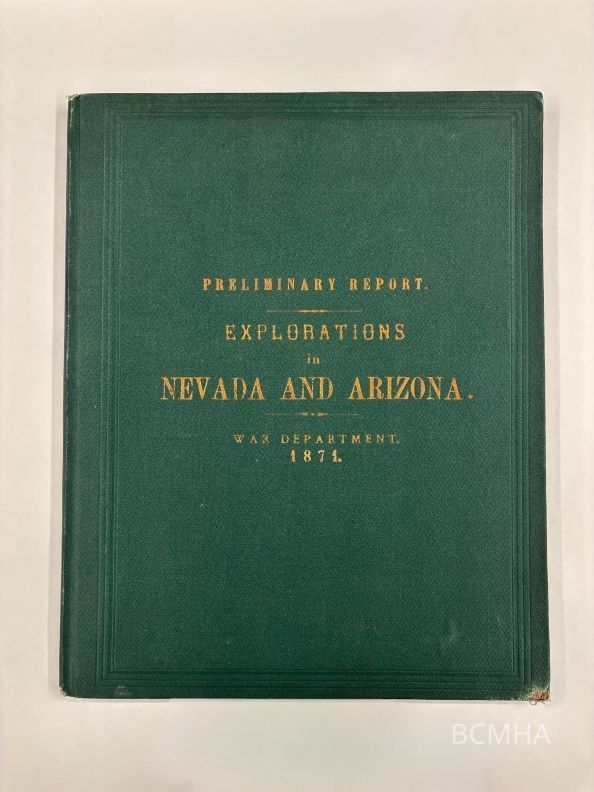 PRELIMINARY REPORT.
EXPLORATIONS
in
NEVADA AND ARIZONA.
WAR DEPARTMENT.
1871.
BCMHA